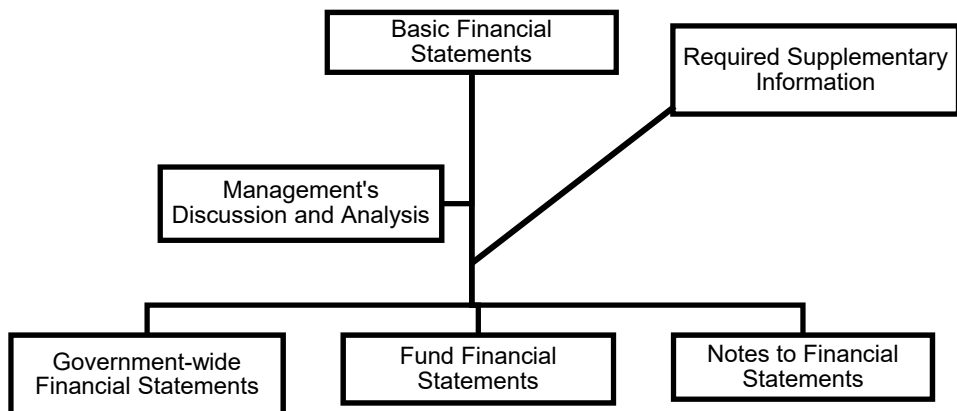 Basic Financial
Statements
Required Supplementary
Information
Management's
Discussion and Analysis
Government-wide
Financial Statements
Fund Financial
Statements
Notes to Financial
Statements